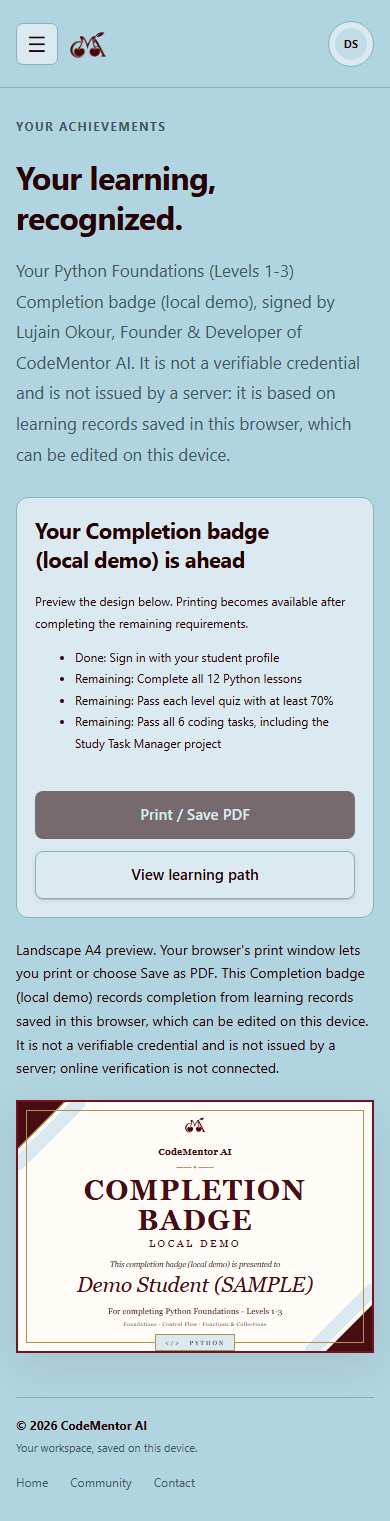 DS
YOUR ACHIEVEMENTS
Your learning,
recognized.
Your Python Foundations (Levels 1-3)
Completion badge (local demo), signed by
Lujain Okour, Founder & Developer of
CodeMentor AI. It is not a verifiable credential
and is not issued by a server: it is based on
learning records saved in this browser, which
can be edited on this device.
Your Completion badge
(local demo) is ahead
Preview the design below. Printing becomes available after
completing the remaining requirements.
• Done: Sign in with your student profile
• Remaining: Complete all 12 Python lessons
• Remaining: Pass each level quiz with at least 70%
• Remaining: Pass all 6 coding tasks, including the
Study Task Manager project
Print / Save PDF
View learning path
Landscape A4 preview. Your browser's print window lets
you print or choose Save as PDF. This Completion badge
(local demo) records completion from learning records
saved in this browser, which can be edited on this device.
It is not a verifiable credential and is not issued by a
server; online verification is not connected.
CodeMentor AI
COMPLETION
BADGE
LOCAL DEMO
This completion badge (local demo) is presented to
Demo Student (SAMPLE)
For completing Python Foundations · Levels 1-3
Foundations · Control Flow · Functions & Collections
</> PYTHON
© 2026 CodeMentor AI
Your workspace, saved on this device.
Home Community Contact